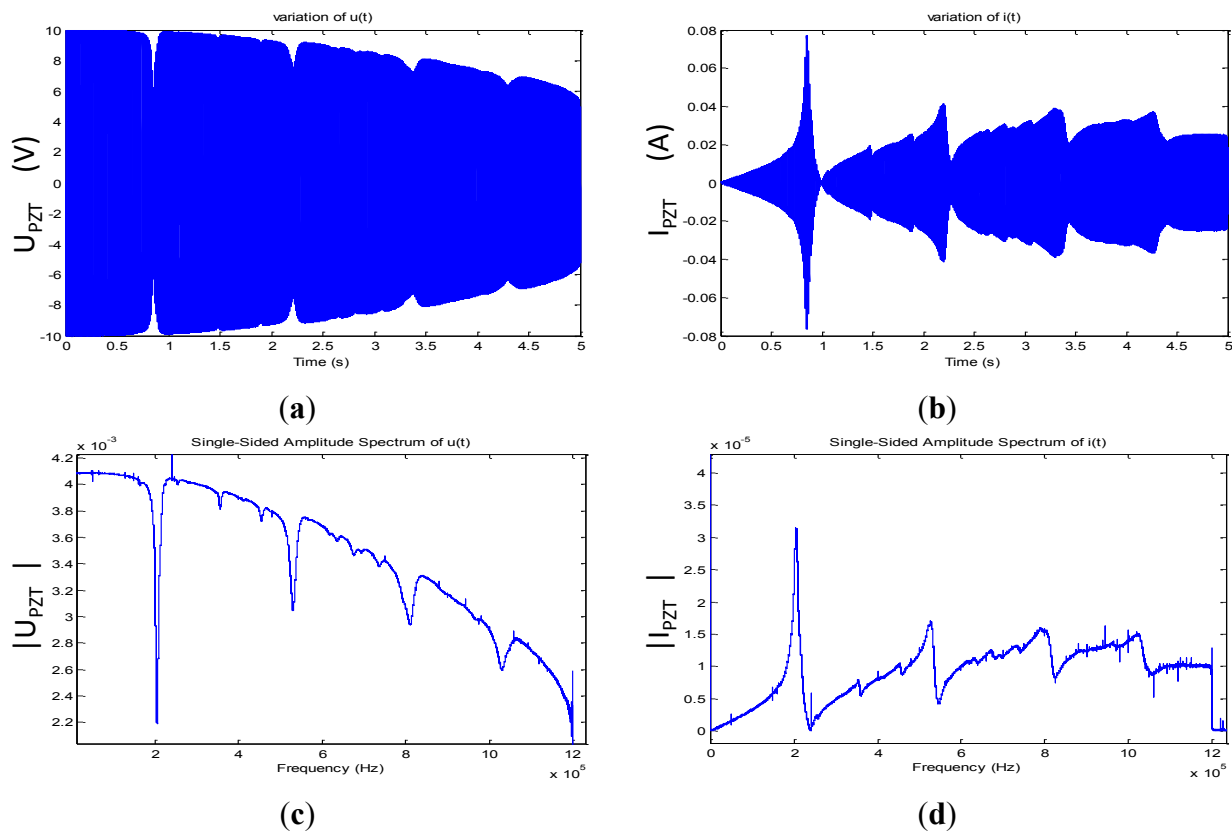 variation of u(t)
U_PZT (V)
10
8
6
4
2
0
-2
-4
-6
-8
-10
0 0.5 1 1.5 2 2.5 3 3.5 4 4.5 5
Time (s)
(a)
variation of i(t)
I_PZT (A)
0.08
0.06
0.04
0.02
0
-0.02
-0.04
-0.06
-0.08
0 0.5 1 1.5 2 2.5 3 3.5 4 4.5 5
Time (s)
(b)
Single-Sided Amplitude Spectrum of u(t)
x 10⁻³
|U_PZT|
4.2
4
3.8
3.6
3.4
3.2
3
2.8
2.6
2.4
2.2
2 4 6 8 10 12
Frequency (Hz)
x 10⁵
(c)
Single-Sided Amplitude Spectrum of i(t)
x 10⁻⁵
|I_PZT|
4
3.5
3
2.5
2
1.5
1
0.5
0
0 2 4 6 8 10 12
Frequency (Hz)
x 10⁵
(d)